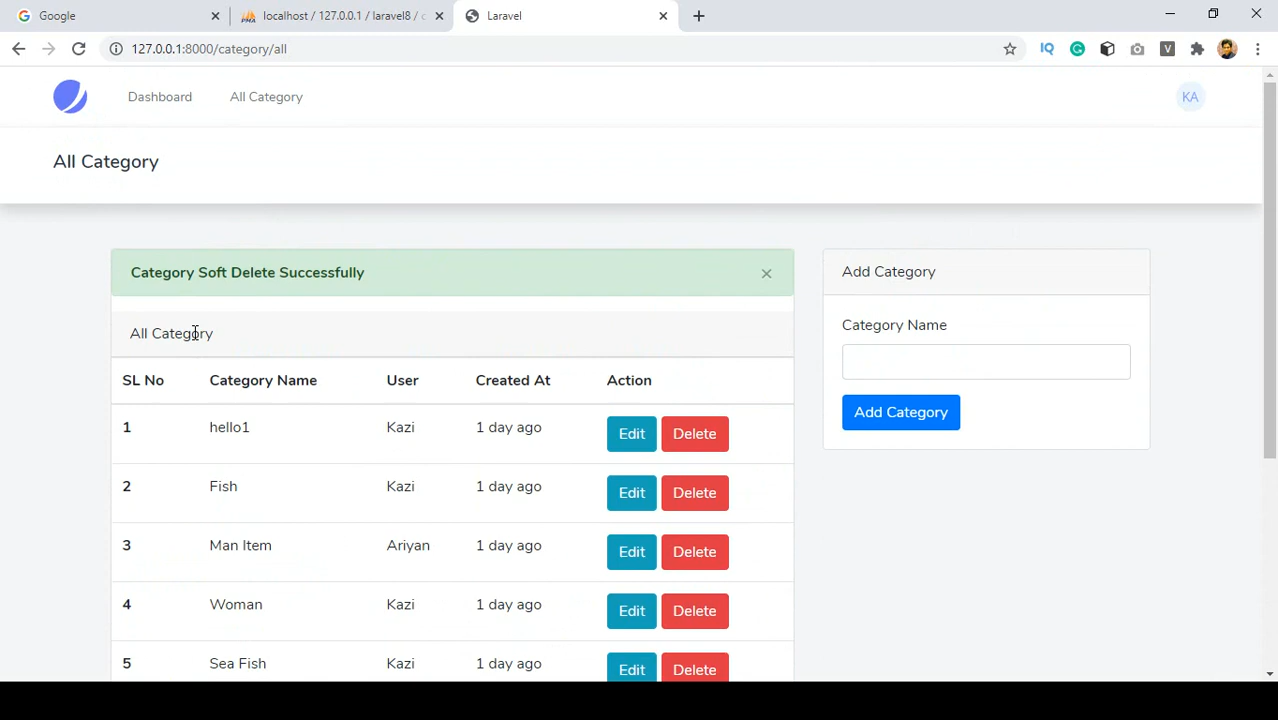 Google
localhost / 127.0.0.1 / laravel8 / c
Laravel
127.0.0.1:8000/category/all
IQ
V
Dashboard
All Category
KA
All Category
Category Soft Delete Successfully
×
Add Category
All Category
Category Name
SL No Category Name User Created At Action
Add Category
1 hello1 Kazi 1 day ago Edit Delete
2 Fish Kazi 1 day ago Edit Delete
3 Man Item Ariyan 1 day ago Edit Delete
4 Woman Kazi 1 day ago Edit Delete
5 Sea Fish Kazi 1 day ago Edit Delete